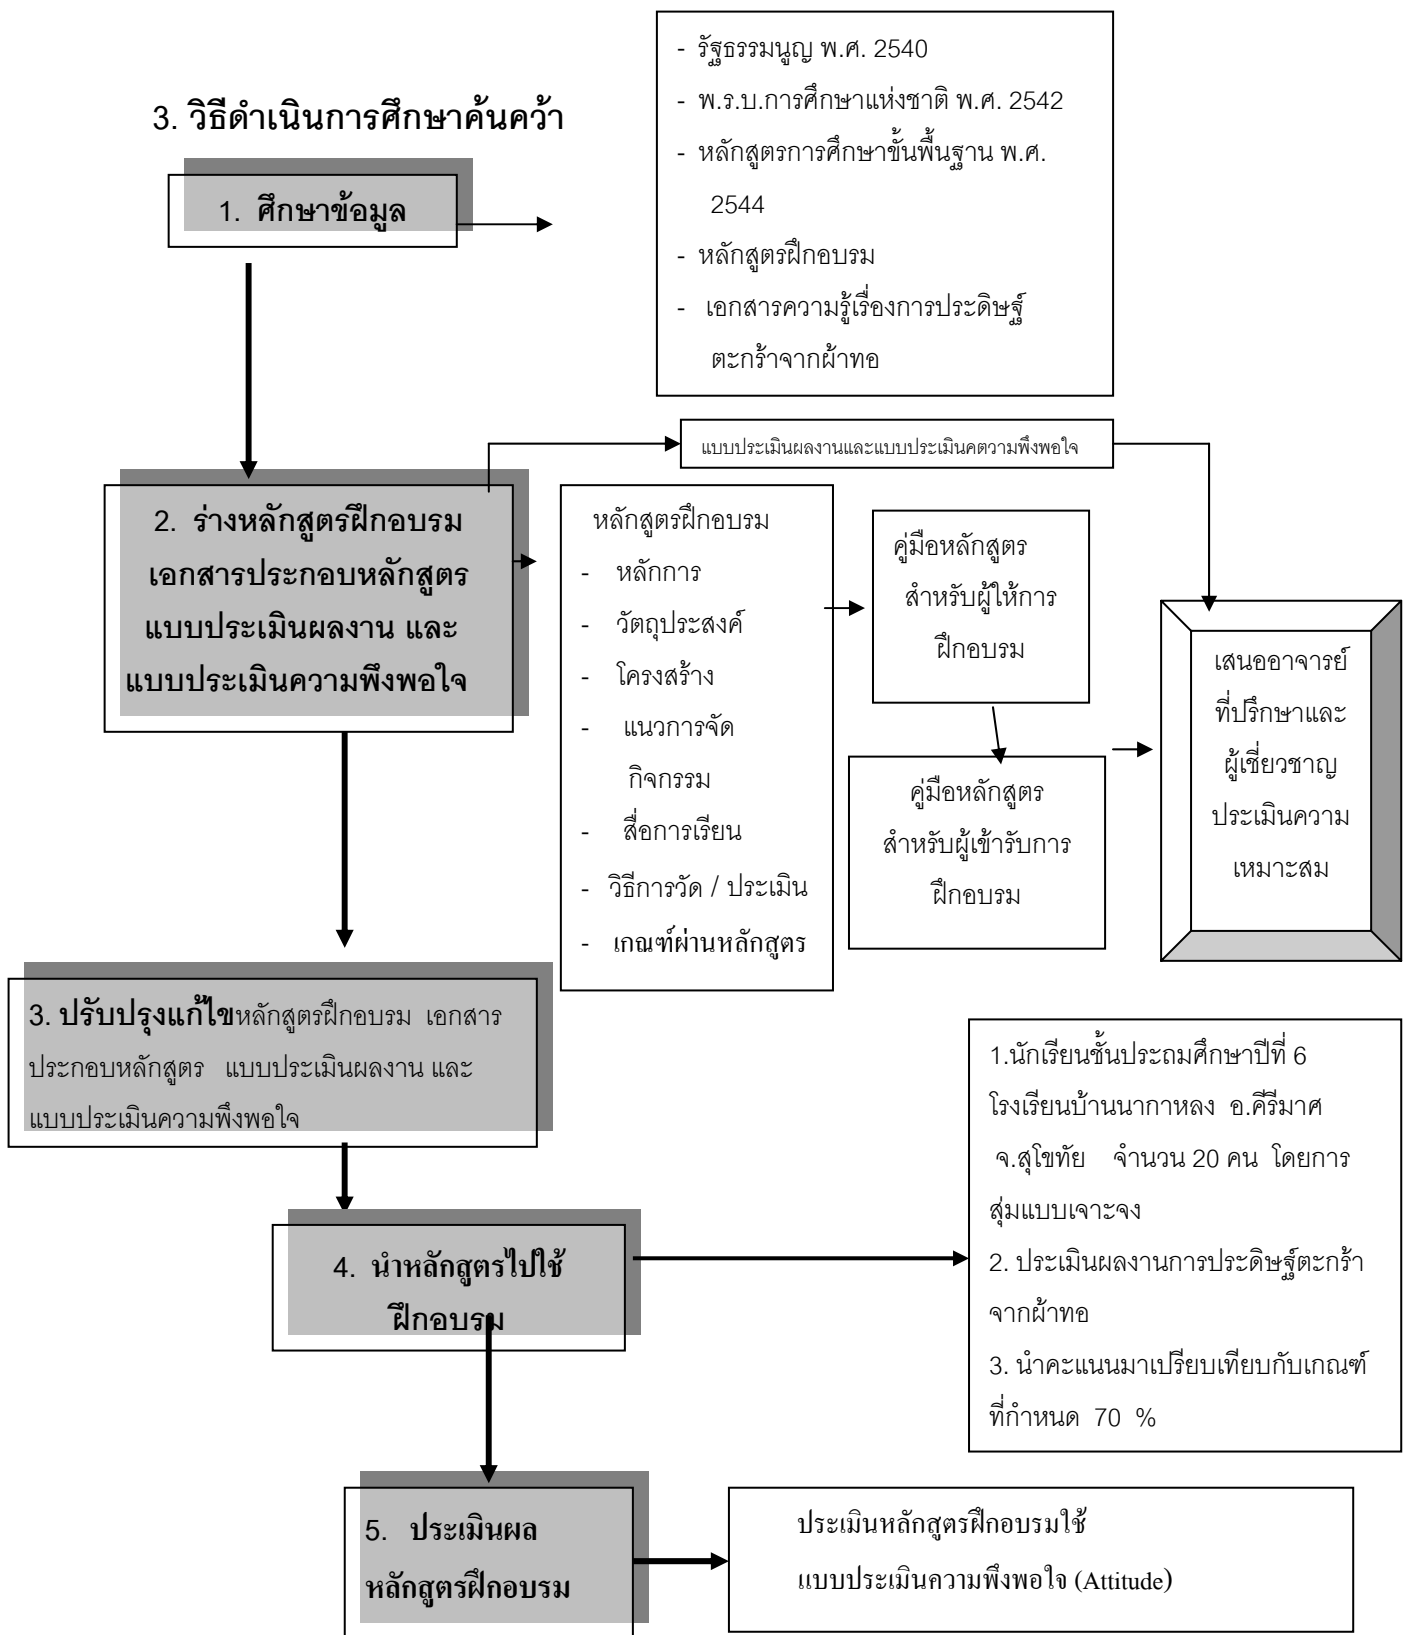 3. วิธีดำเนินการศึกษาค้นคว้า
1. ศึกษาข้อมูล
- รัฐธรรมนูญ พ.ศ. 2540
- พ.ร.บ.การศึกษาแห่งชาติ พ.ศ. 2542
- หลักสูตรการศึกษาขั้นพื้นฐาน พ.ศ.
2544
- หลักสูตรฝึกอบรม
- เอกสารความรู้เรื่องการประดิษฐ์
ตะกร้าจากผ้าทอ
แบบประเมินผลงานและแบบประเมินคตวามพึงพอใจ
2. ร่างหลักสูตรฝึกอบรม
เอกสารประกอบหลักสูตร
แบบประเมินผลงาน และ
แบบประเมินความพึงพอใจ
หลักสูตรฝึกอบรม
- หลักการ
- วัตถุประสงค์
- โครงสร้าง
- แนวการจัด
กิจกรรม
- สื่อการเรียน
- วิธีการวัด / ประเมิน
- เกณฑ์ผ่านหลักสูตร
คู่มือหลักสูตร
สำหรับผู้ให้การ
ฝึกอบรม
คู่มือหลักสูตร
สำหรับผู้เข้ารับการ
ฝึกอบรม
เสนออาจารย์
ที่ปรึกษาและ
ผู้เชี่ยวชาญ
ประเมินความ
เหมาะสม
3. ปรับปรุงแก้ไขหลักสูตรฝึกอบรม เอกสาร
ประกอบหลักสูตร แบบประเมินผลงาน และ
แบบประเมินความพึงพอใจ
4. นำหลักสูตรไปใช้
ฝึกอบรม
1.นักเรียนชั้นประถมศึกษาปีที่ 6
โรงเรียนบ้านนากาหลง อ.คีรีมาศ
จ.สุโขทัย จำนวน 20 คน โดยการ
สุ่มแบบเจาะจง
2. ประเมินผลงานการประดิษฐ์ตะกร้า
จากผ้าทอ
3. นำคะแนนมาเปรียบเทียบกับเกณฑ์
ที่กำหนด 70 %
5. ประเมินผล
หลักสูตรฝึกอบรม
ประเมินหลักสูตรฝึกอบรมใช้
แบบประเมินความพึงพอใจ (Attitude)